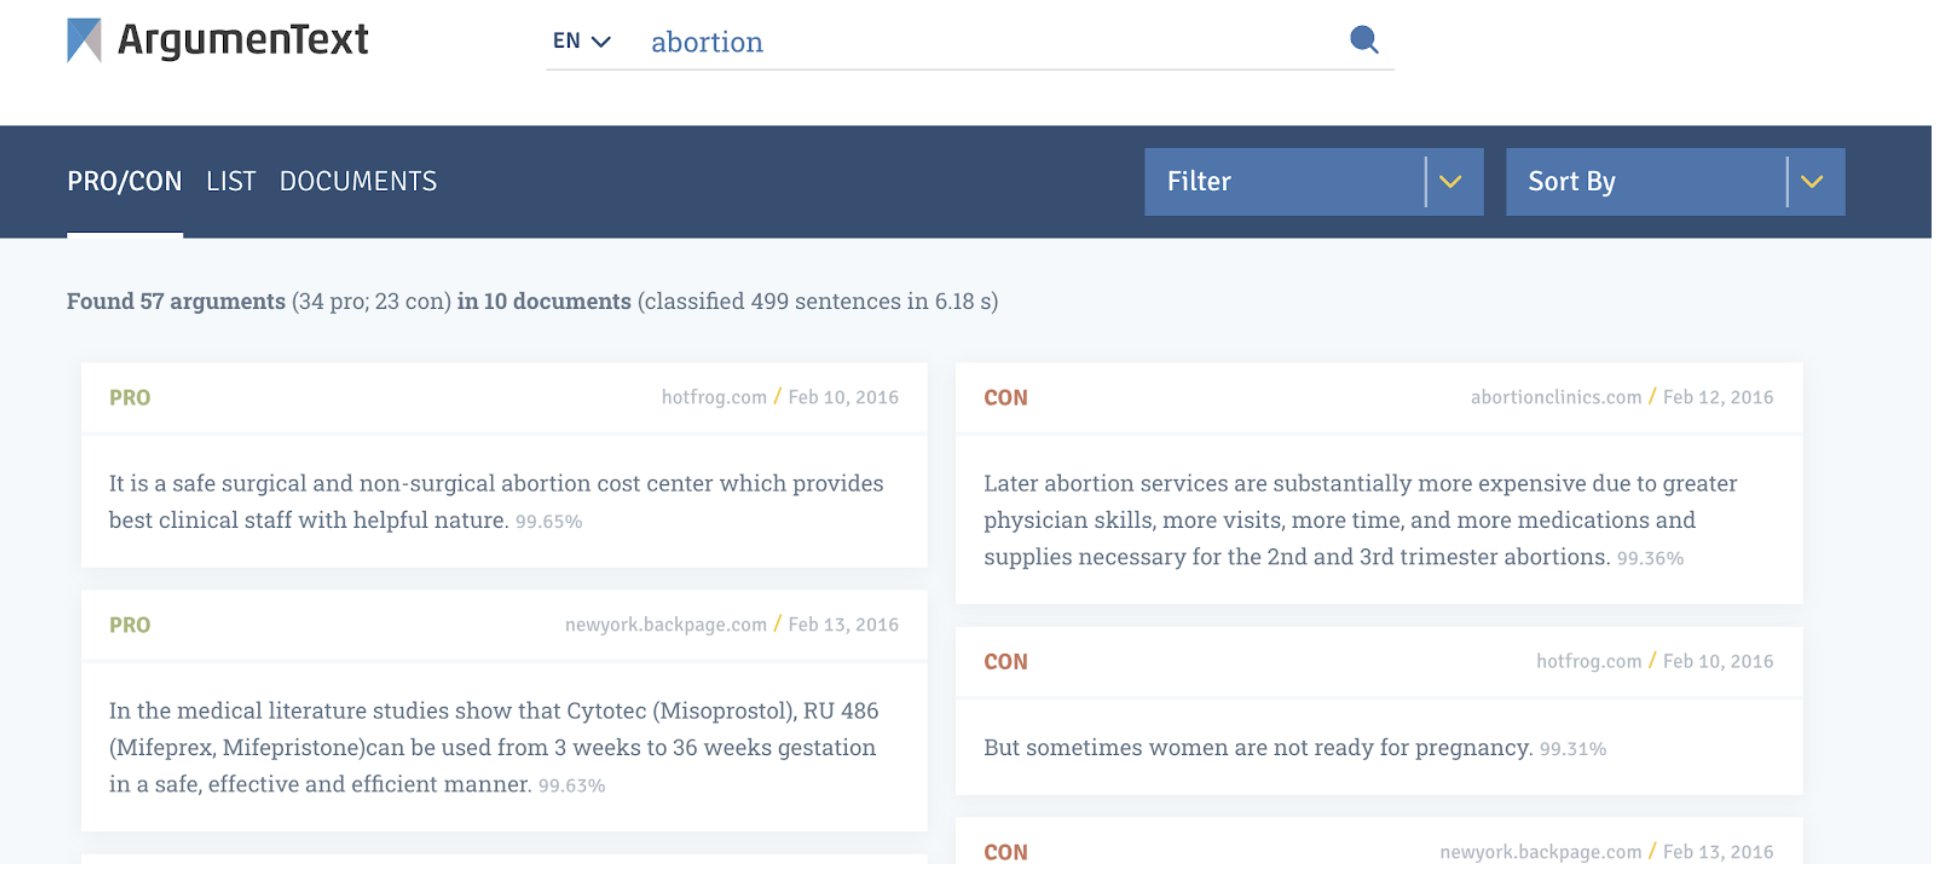 ArgumenText
EN abortion
PRO/CON LIST DOCUMENTS Filter Sort By
Found 57 arguments (34 pro; 23 con) in 10 documents (classified 499 sentences in 6.18 s)
PRO hotfrog.com / Feb 10, 2016
It is a safe surgical and non-surgical abortion cost center which provides
best clinical staff with helpful nature. 99.65%
PRO newyork.backpage.com / Feb 13, 2016
In the medical literature studies show that Cytotec (Misoprostol), RU 486
(Mifeprex, Mifepristone)can be used from 3 weeks to 36 weeks gestation
in a safe, effective and efficient manner. 99.63%
CON abortionclinics.com / Feb 12, 2016
Later abortion services are substantially more expensive due to greater
physician skills, more visits, more time, and more medications and
supplies necessary for the 2nd and 3rd trimester abortions. 99.36%
CON hotfrog.com / Feb 10, 2016
But sometimes women are not ready for pregnancy. 99.31%
CON newyork.backpage.com / Feb 13, 2016